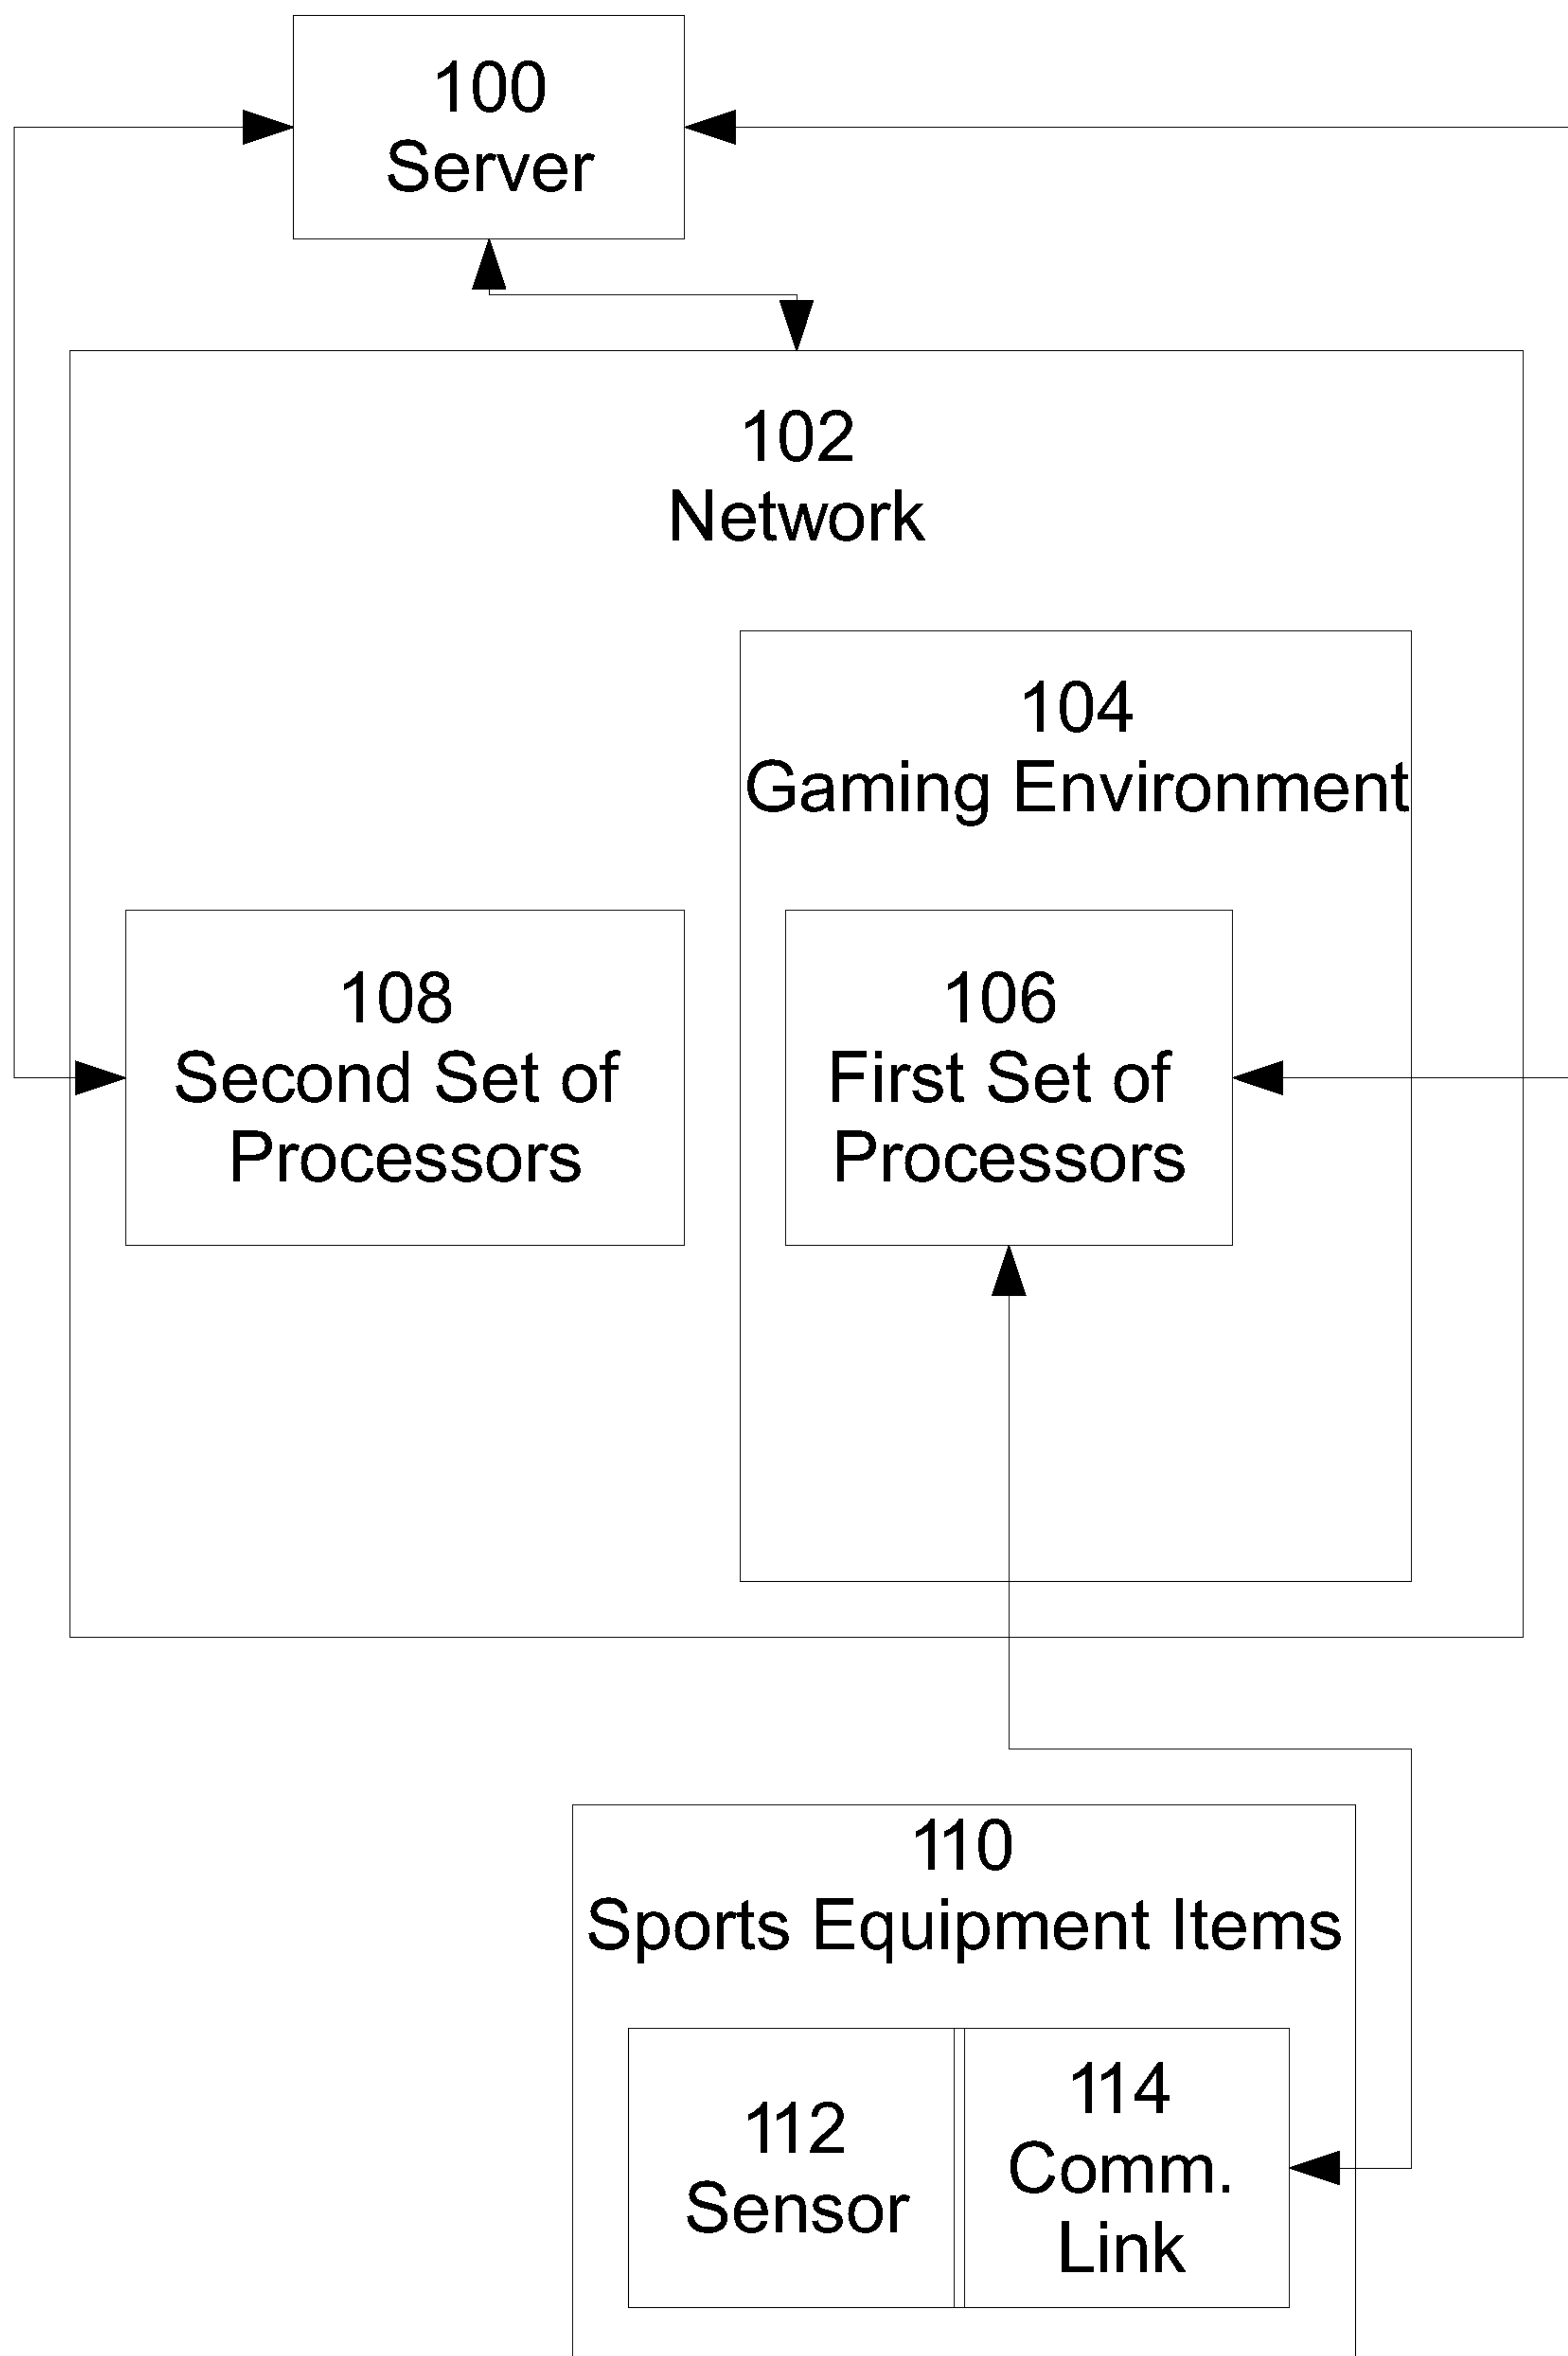 100
Server
102
Network
104
Gaming Environment
108
Second Set of
Processors
106
First Set of
Processors
110
Sports Equipment Items
112
Sensor
114
Comm.
Link